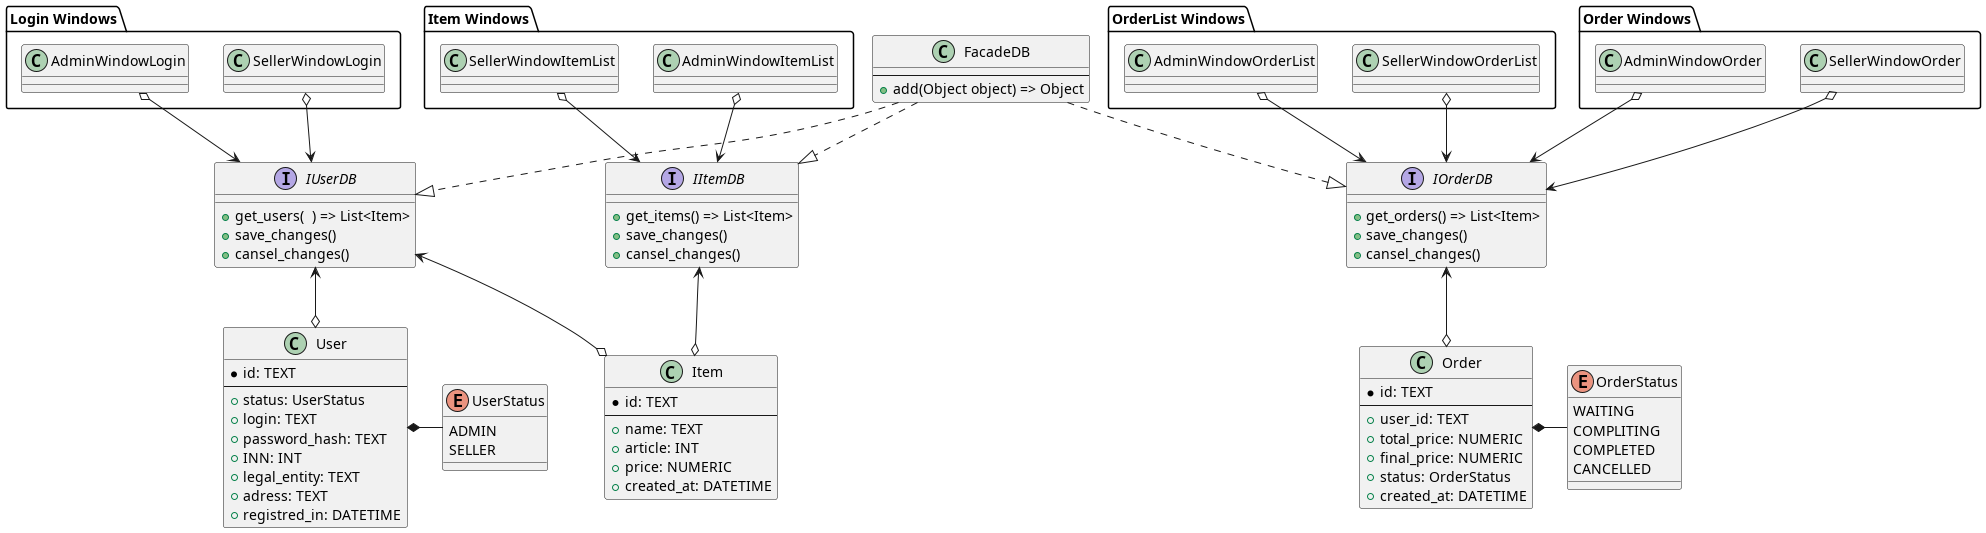 Login Windows
C AdminWindowLogin
C SellerWindowLogin
Item Windows
C SellerWindowItemList
C AdminWindowItemList
C FacadeDB
add(Object object) => Object
OrderList Windows
C AdminWindowOrderList
C SellerWindowOrderList
Order Windows
C AdminWindowOrder
C SellerWindowOrder
I IUserDB
get_users(  ) => List<Item>
save_changes()
cansel_changes()
I IItemDB
get_items() => List<Item>
save_changes()
cansel_changes()
I IOrderDB
get_orders() => List<Item>
save_changes()
cansel_changes()
C User
id: TEXT
status: UserStatus
login: TEXT
password_hash: TEXT
INN: INT
legal_entity: TEXT
adress: TEXT
registred_in: DATETIME
E UserStatus
ADMIN
SELLER
C Item
id: TEXT
name: TEXT
article: INT
price: NUMERIC
created_at: DATETIME
C Order
id: TEXT
user_id: TEXT
total_price: NUMERIC
final_price: NUMERIC
status: OrderStatus
created_at: DATETIME
E OrderStatus
WAITING
COMPLITING
COMPLETED
CANCELLED